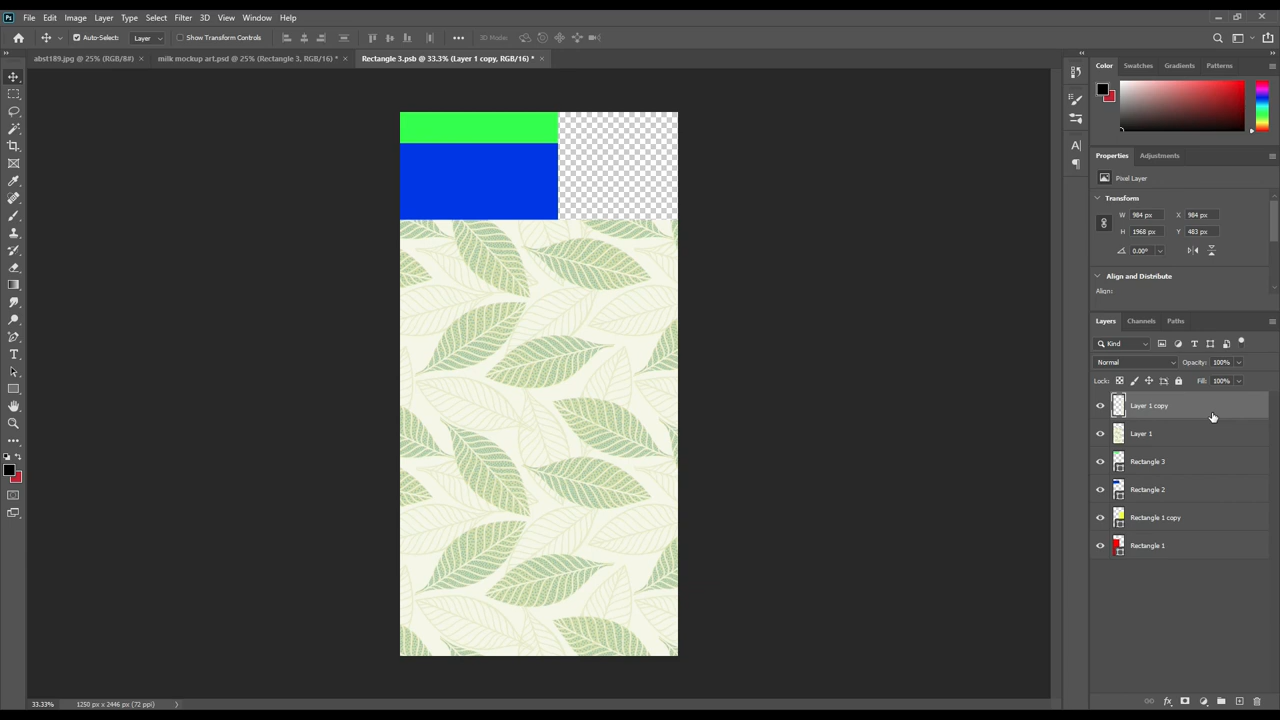 Ps File Edit Image Layer Type Select Filter 3D View Window Help
Auto-Select: Layer Show Transform Controls 3D Mode:
abst189.jpg @ 25% (RGB/8#) × milk mockup art.psd @ 25% (Rectangle 3, RGB/16) * × Rectangle 3.psb @ 33.3% (Layer 1 copy, RGB/16) * ×
Color Swatches Gradients Patterns
Properties Adjustments
Pixel Layer
Transform
W 984 px X 984 px
H 1968 px Y 483 px
0.00°
Align and Distribute
Align:
Layers Channels Paths
Kind
Normal Opacity: 100%
Lock: Fill: 100%
Layer 1 copy
Layer 1
Rectangle 3
Rectangle 2
Rectangle 1 copy
Rectangle 1
33.33% 1250 px x 2446 px (72 ppi)